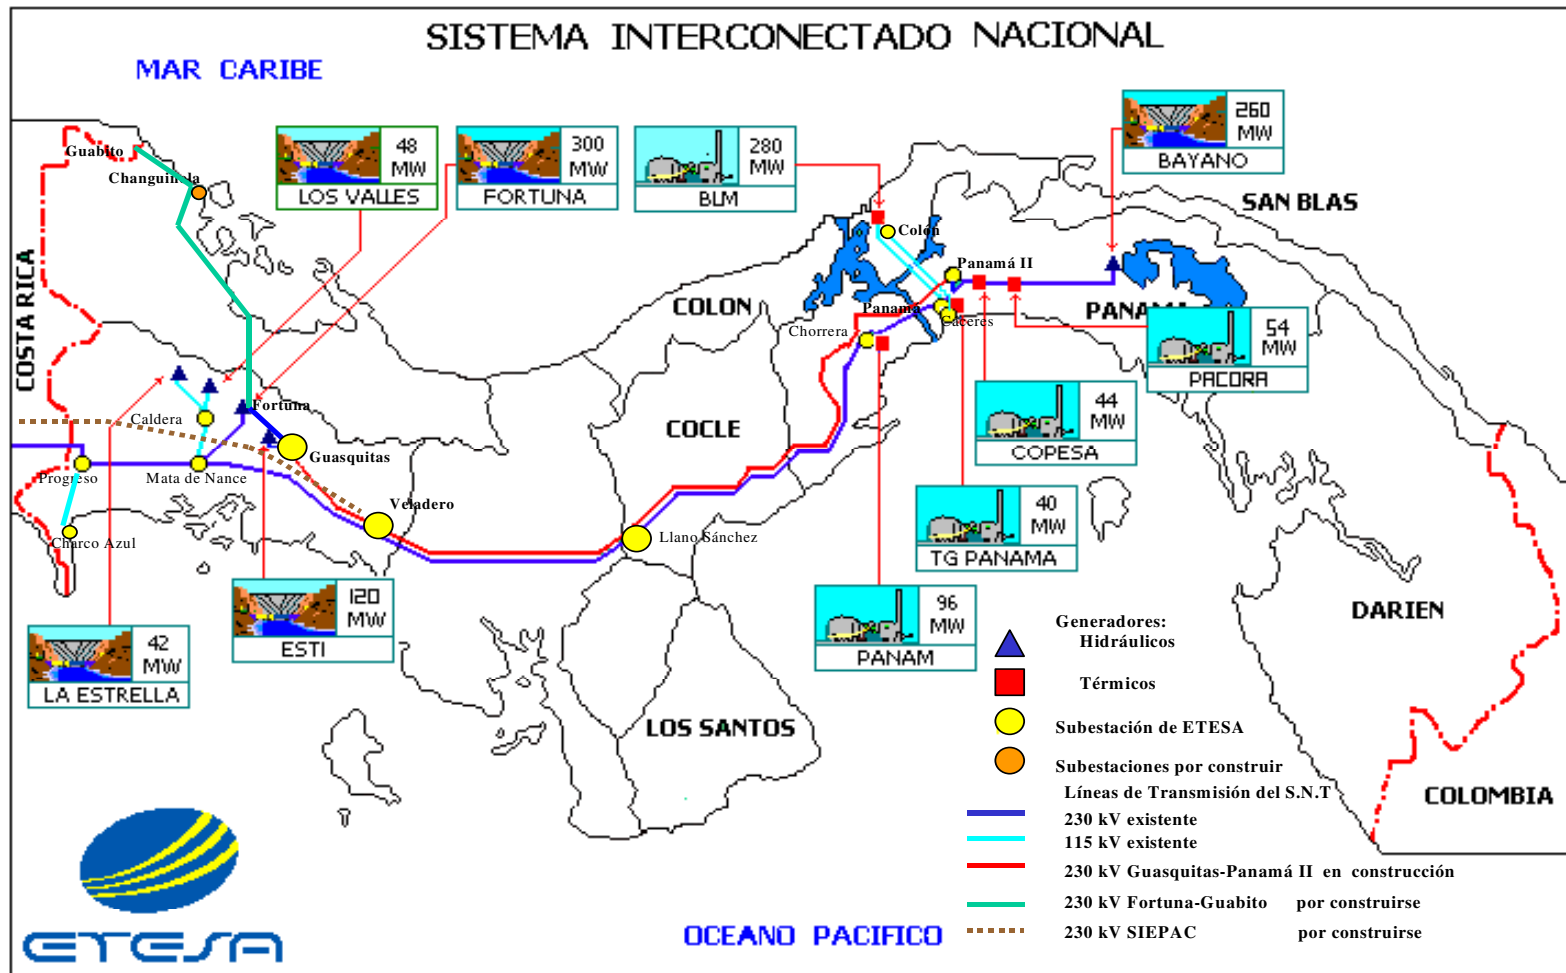 SISTEMA INTERCONECTADO NACIONAL
MAR CARIBE
260
MW
BAYANO
48
MW
LOS VALLES
300
MW
FORTUNA
280
MW
BLM
Guabito
Changuinola
SAN BLAS
COSTA RICA
Colón
Panamá II
COLON
Panamá
Cáceres
PANAMA
Chorrera
54
MW
PACORA
Caldera
Fortuna
COCLE
44
MW
COPESA
Guasquitas
Progreso
Mata de Nance
Veladero
Llano Sánchez
Charco Azul
40
MW
TG PANAMA
120
MW
ESTI
96
MW
PANAM
42
MW
LA ESTRELLA
DARIEN
LOS SANTOS
COLOMBIA
Generadores:
Hidráulicos
Térmicos
Subestación de ETESA
Subestaciones por construir
Líneas de Transmisión del S.N.T
230 kV existente
115 kV existente
230 kV Guasquitas-Panamá II en construcción
230 kV Fortuna-Guabito por construirse
230 kV SIEPAC por construirse
ETESA
OCEANO PACIFICO